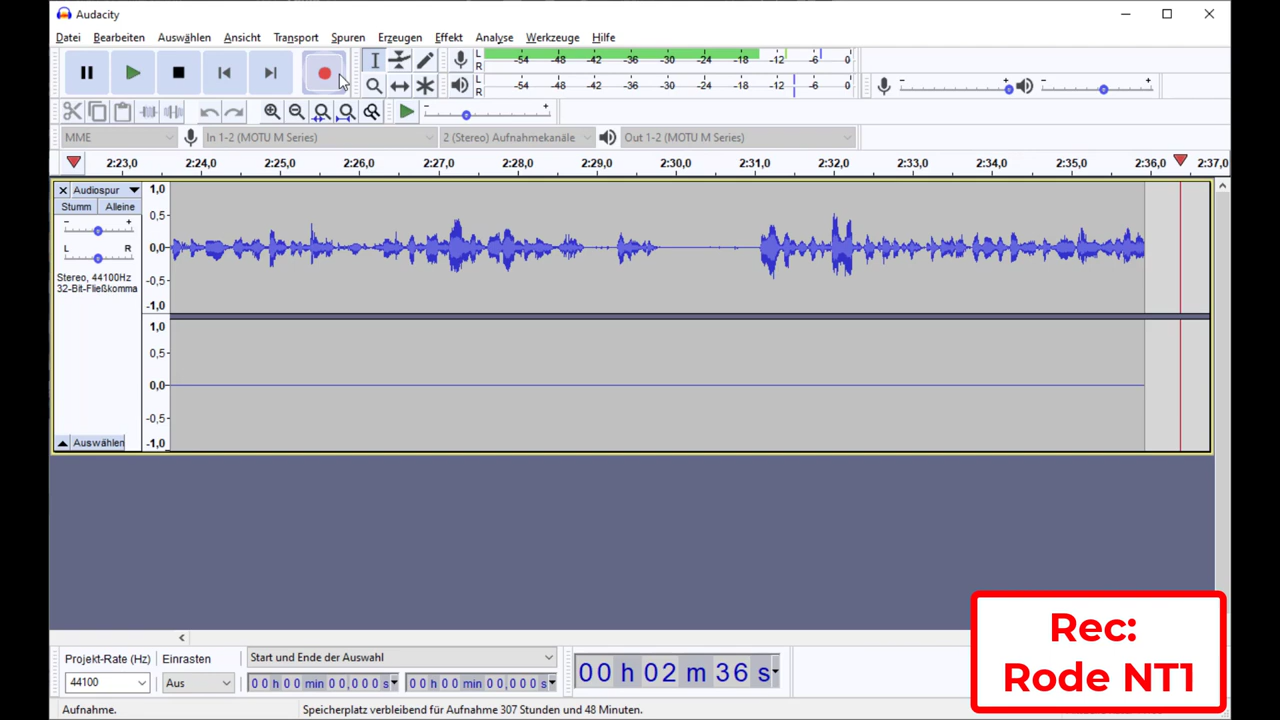 Audacity
Datei Bearbeiten Auswählen Ansicht Transport Spuren Erzeugen Effekt Analyse Werkzeuge Hilfe
L R -54 -48 -42 -36 -30 -24 -18 -12 -6 0
L R -54 -48 -42 -36 -30 -24 -18 -12 -6 0
- + - +
- +
MME In 1-2 (MOTU M Series) 2 (Stereo) Aufnahmekanäle Out 1-2 (MOTU M Series)
2:23,0 2:24,0 2:25,0 2:26,0 2:27,0 2:28,0 2:29,0 2:30,0 2:31,0 2:32,0 2:33,0 2:34,0 2:35,0 2:36,0 2:37,0
Audiospur 1,0
Stumm Alleine 0,5
- +
L R 0,0
Stereo, 44100Hz -0,5
32-Bit-Fließkomma
-1,0
1,0
0,5
0,0
-0,5
Auswählen -1,0
Projekt-Rate (Hz) Einrasten Start und Ende der Auswahl
44100 Aus 00 h 00 min 00,000 s 00 h 00 min 00,000 s 00 h 02 m 36 s
Aufnahme. Speicherplatz verbleibend für Aufnahme 307 Stunden und 48 Minuten.
Rec:
Rode NT1